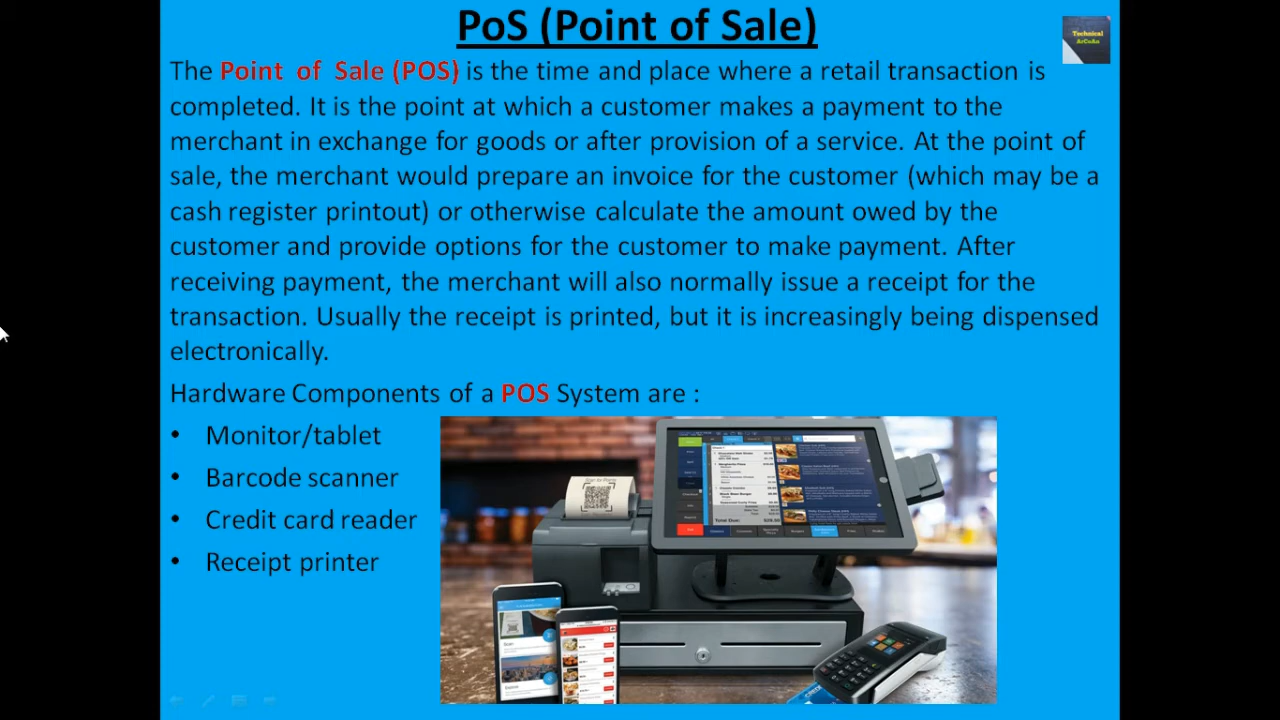 PoS (Point of Sale)
Technical
ArCoAn
The Point of Sale (POS) is the time and place where a retail transaction is
completed. It is the point at which a customer makes a payment to the
merchant in exchange for goods or after provision of a service. At the point of
sale, the merchant would prepare an invoice for the customer (which may be a
cash register printout) or otherwise calculate the amount owed by the
customer and provide options for the customer to make payment. After
receiving payment, the merchant will also normally issue a receipt for the
transaction. Usually the receipt is printed, but it is increasingly being dispensed
electronically.
Hardware Components of a POS System are :
• Monitor/tablet
• Barcode scanner
• Credit card reader
• Receipt printer
Total Due: